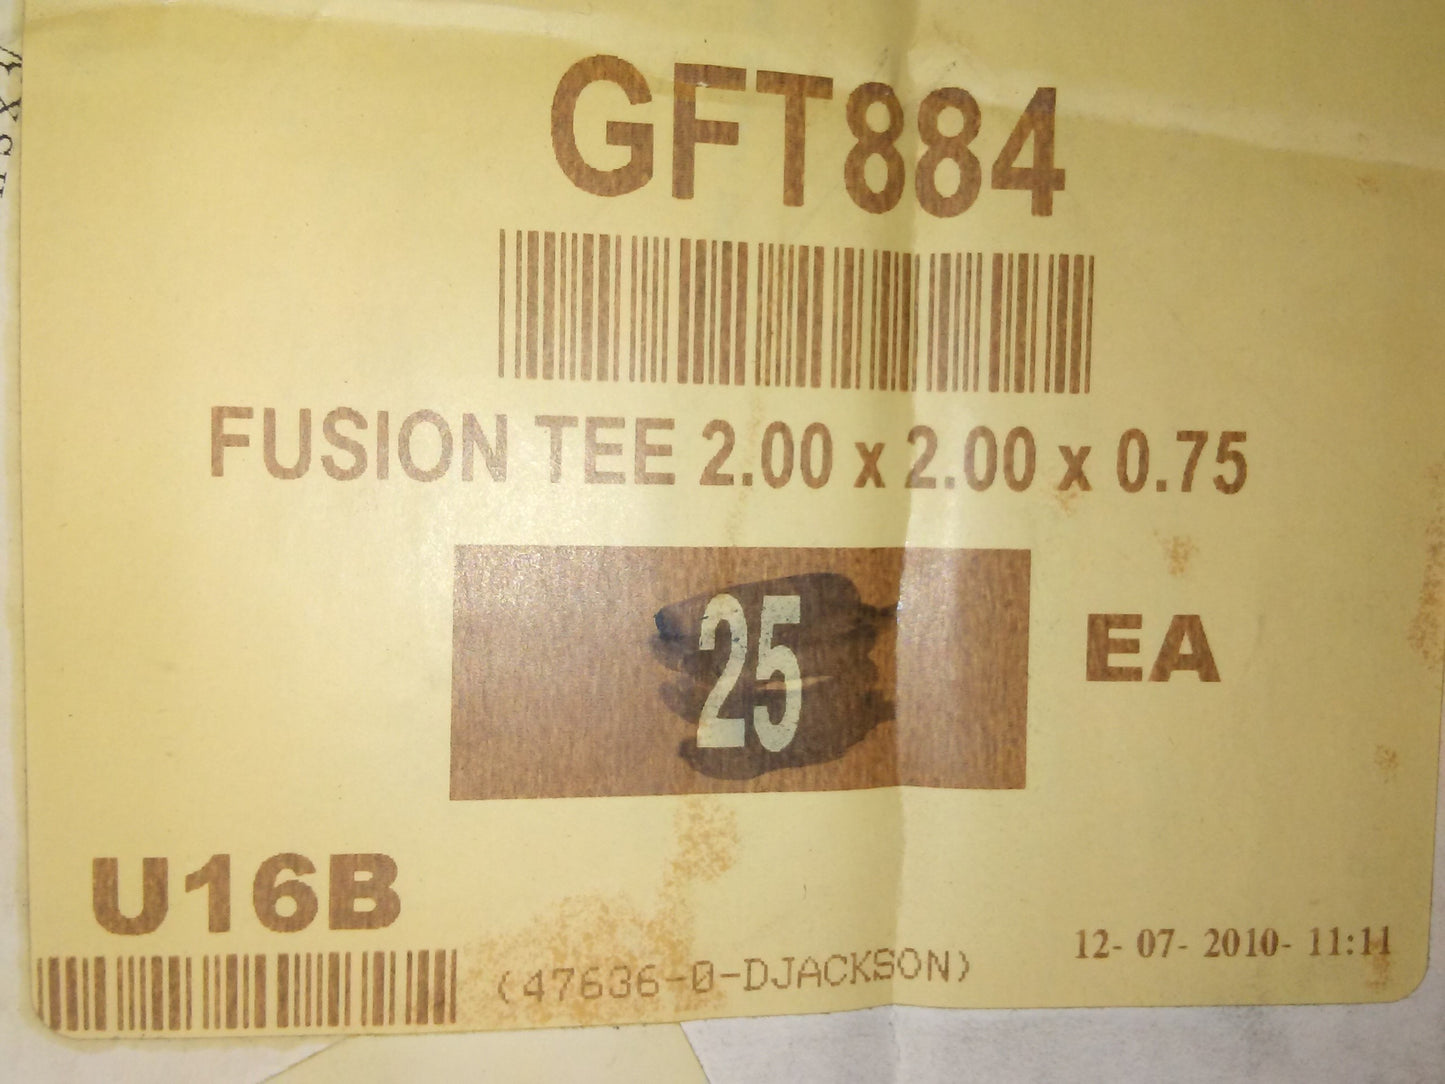 GFT884
FUSION TEE 2.00 x 2.00 x 0.75
25 EA
U16B
(47636-0-DJACKSON)
12- 07- 2010- 11:11